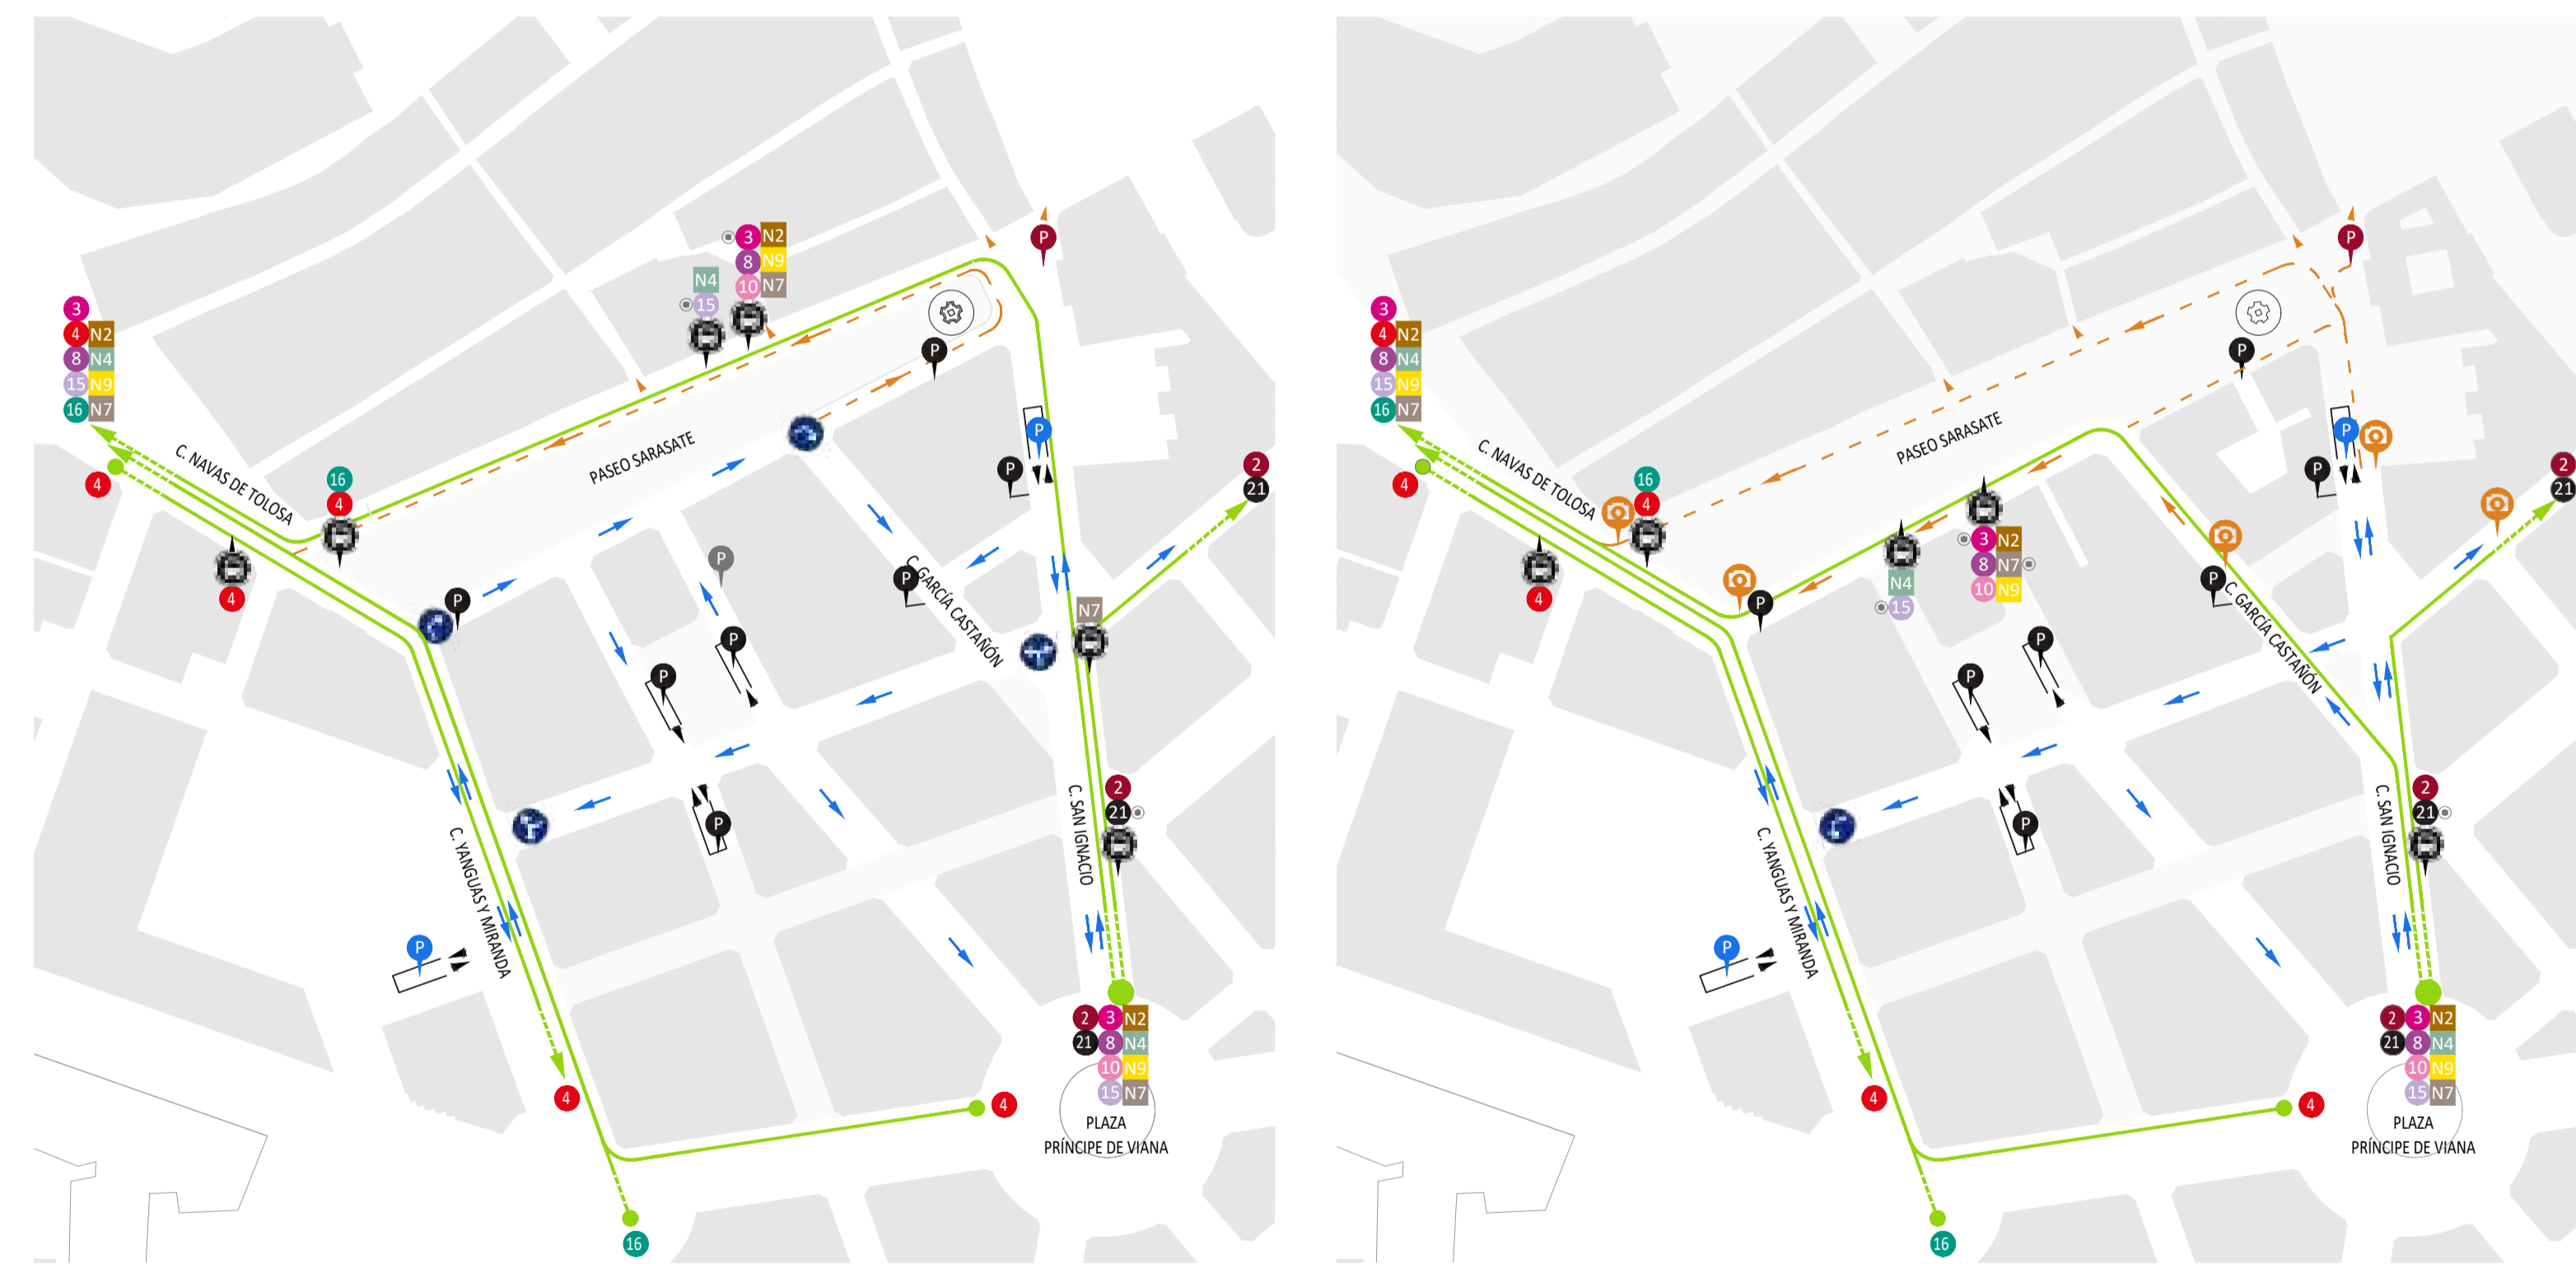 3 N2
8 N9
10 N7
N4
15
3
4 N2
8 N4
15 N9
16 N7
4
C. NAVAS DE TOLOSA
16
4
4
PASEO SARASATE
P
P
P
P
P
P
P
P
P
P
P
C. GARCÍA CASTAÑÓN
2
21
N7
2
21
C. SAN IGNACIO
C. YANGUAS Y MIRANDA
2 3 N2
21 8 N4
10 N9
15 N7
PLAZA
PRÍNCIPE DE VIANA
4
4
16
3
4 N2
8 N4
15 N9
16 N7
4
C. NAVAS DE TOLOSA
16
4
4
PASEO SARASATE
3 N2
8 N7
10 N9
N4
15
P
P
P
P
P
P
P
P
P
P
C. GARCÍA CASTAÑÓN
2
21
2
21
C. SAN IGNACIO
C. YANGUAS Y MIRANDA
2 3 N2
21 8 N4
10 N9
15 N7
PLAZA
PRÍNCIPE DE VIANA
4
4
16